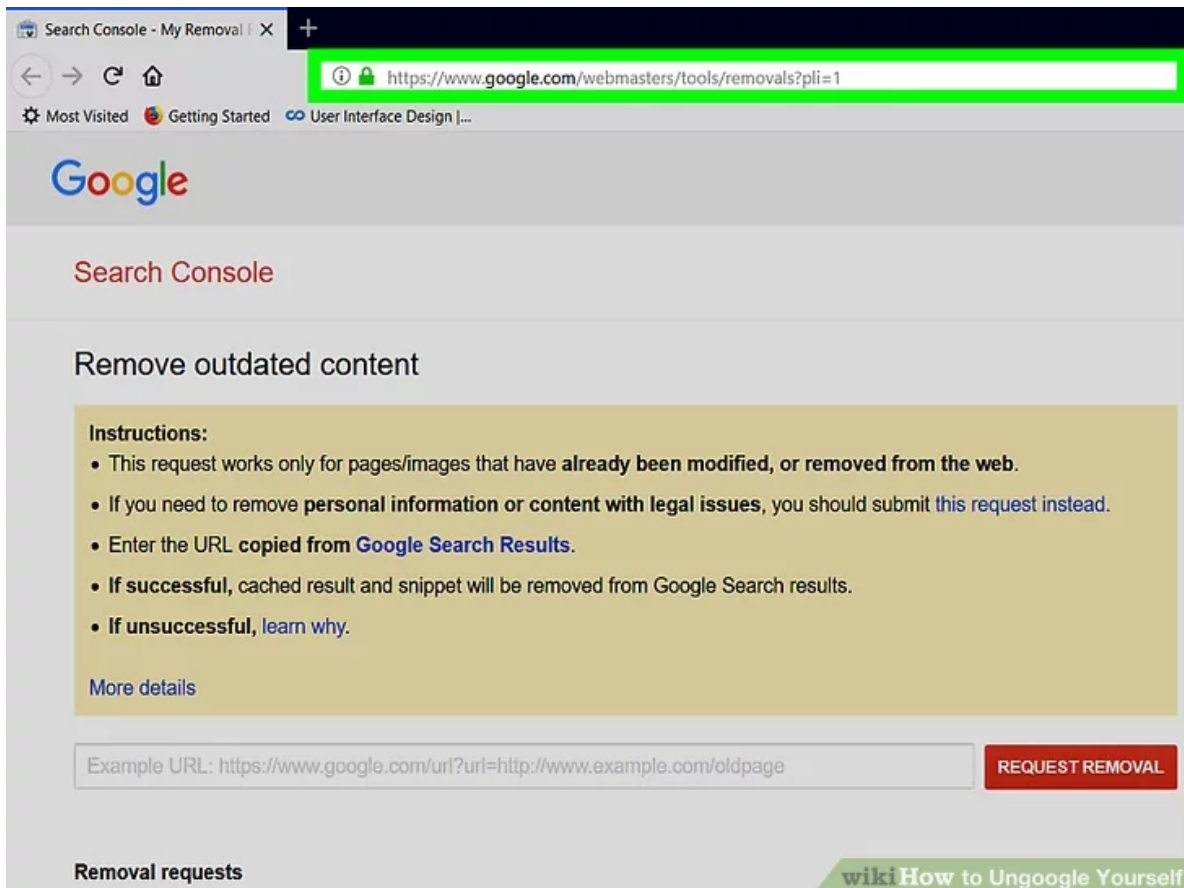 Search Console - My Removal
https://www.google.com/webmasters/tools/removals?pli=1
Most Visited Getting Started User Interface Design |...
Google
Search Console
Remove outdated content
Instructions:
• This request works only for pages/images that have already been modified, or removed from the web.
• If you need to remove personal information or content with legal issues, you should submit this request instead.
• Enter the URL copied from Google Search Results.
• If successful, cached result and snippet will be removed from Google Search results.
• If unsuccessful, learn why.
More details
Example URL: https://www.google.com/url?url=http://www.example.com/oldpage
REQUEST REMOVAL
Removal requests
wikiHow to Ungoogle Yourself